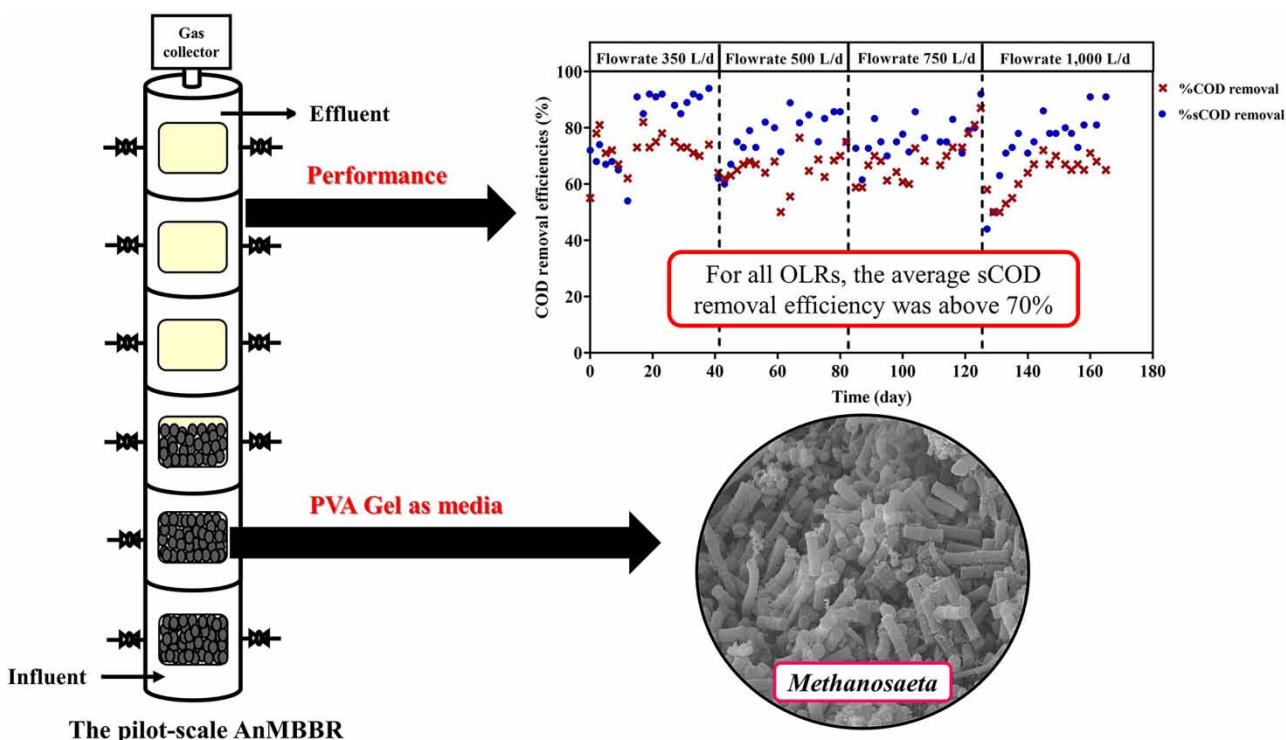 Gas
collector
Effluent
Performance
PVA Gel as media
Influent
The pilot-scale AnMBBR
Flowrate 350 L/d
Flowrate 500 L/d
Flowrate 750 L/d
Flowrate 1,000 L/d
%COD removal
%sCOD removal
COD removal efficiencies (%)
100
80
60
40
20
0
For all OLRs, the average sCOD
removal efficiency was above 70%
0 20 40 60 80 100 120 140 160 180
Time (day)
Methanosaeta